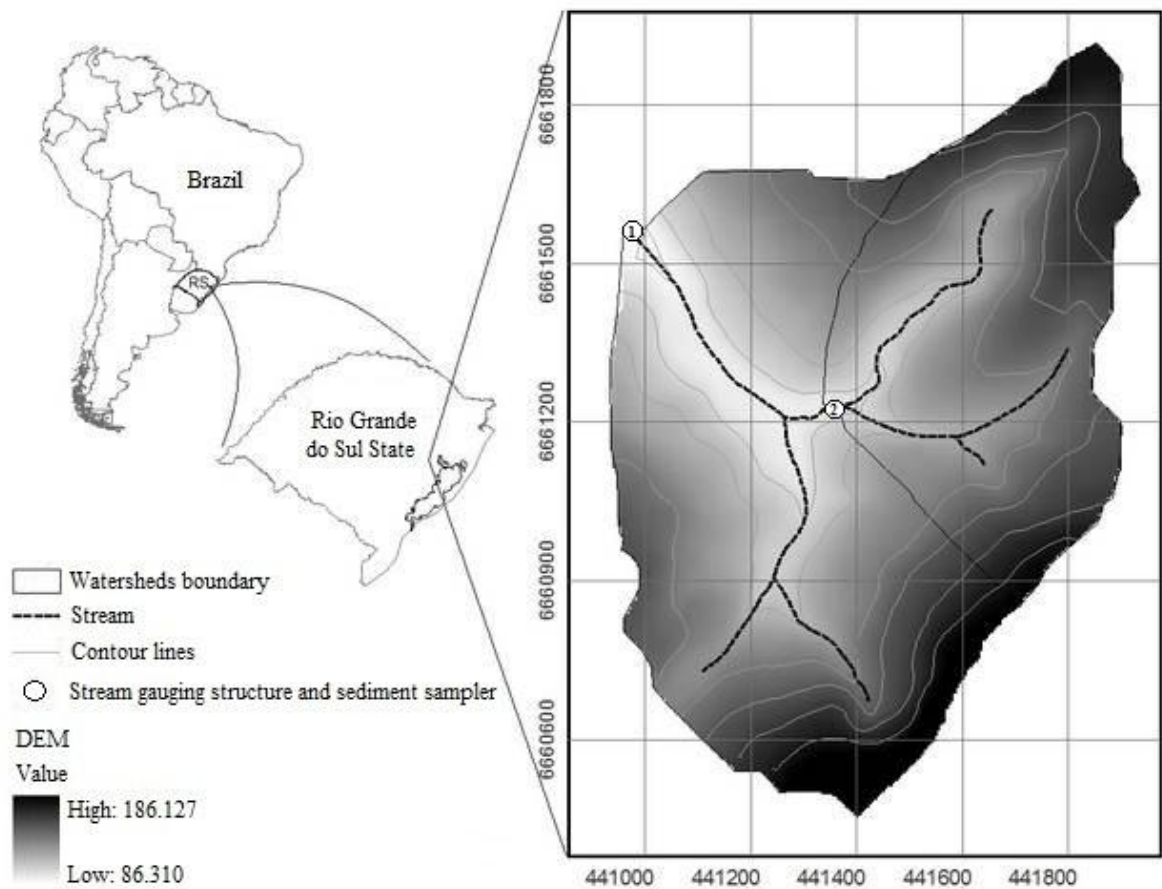 Brazil
RS
Rio Grande
do Sul State
Watersheds boundary
Stream
Contour lines
Stream gauging structure and sediment sampler
DEM
Value
High: 186.127
Low: 86.310
6661800
6661500
6661200
6660900
6660600
1
2
441000 441200 441400 441600 441800